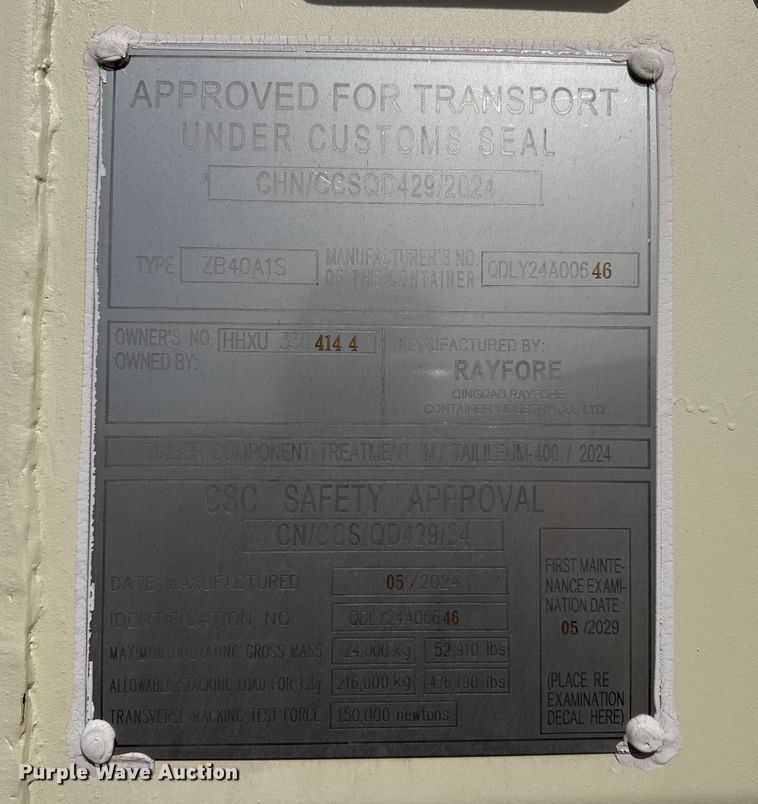 APPROVED FOR TRANSPORT
UNDER CUSTOMS SEAL
CHN/CCSQD429/2024
TYPE ZB40A1S
MANUFACTURER'S NO.
OF THE CONTAINER QDLY24A00646
OWNER'S NO. HHXU 330414 4
OWNED BY:
MANUFACTURED BY:
RAYFORE
QINGDAO RAYFORE
CONTAINER INDUSTRY CO., LTD.
TIMBER COMPONENT TREATMENT IM / TAILILEUM-400 / 2024
CSC SAFETY APPROVAL
CN/CCS/QD429/24
DATE MANUFACTURED 05 / 2024
IDENTIFICATION NO. QDLY24A00646
MAXIMUM OPERATING GROSS MASS 24,000 kg 52,910 lbs
ALLOWABLE STACKING LOAD FOR 1.8g 216,000 kg 476,190 lbs
TRANSVERSE RACKING TEST FORCE 150,000 newtons
FIRST MAINTE-
NANCE EXAMI-
NATION DATE
05 / 2029
(PLACE RE
EXAMINATION
DECAL HERE)
Purple Wave Auction